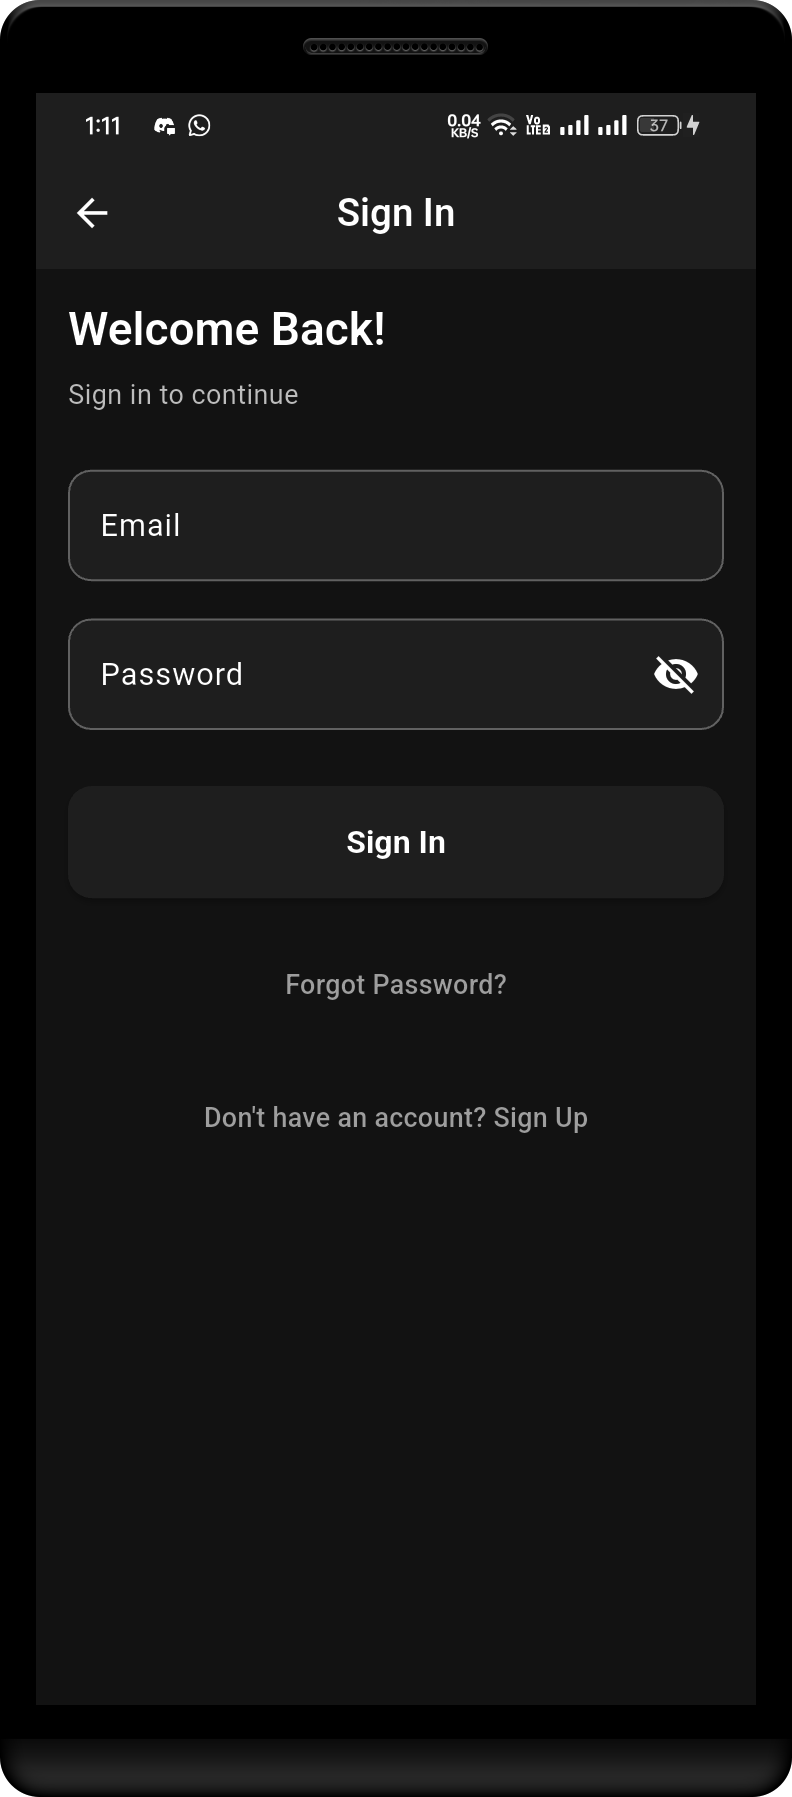 1:11
0.04
KB/S
Vo
LTE 2
37
Sign In
Welcome Back!
Sign in to continue
Email
Password
Sign In
Forgot Password?
Don't have an account? Sign Up